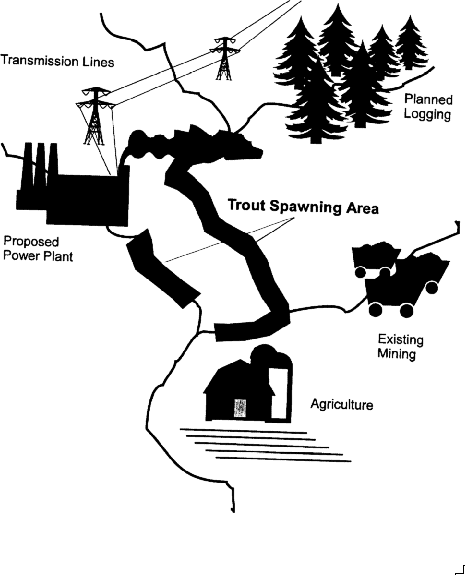 Transmission Lines
Planned
Logging
Trout Spawning Area
Proposed
Power Plant
Existing
Mining
Agriculture